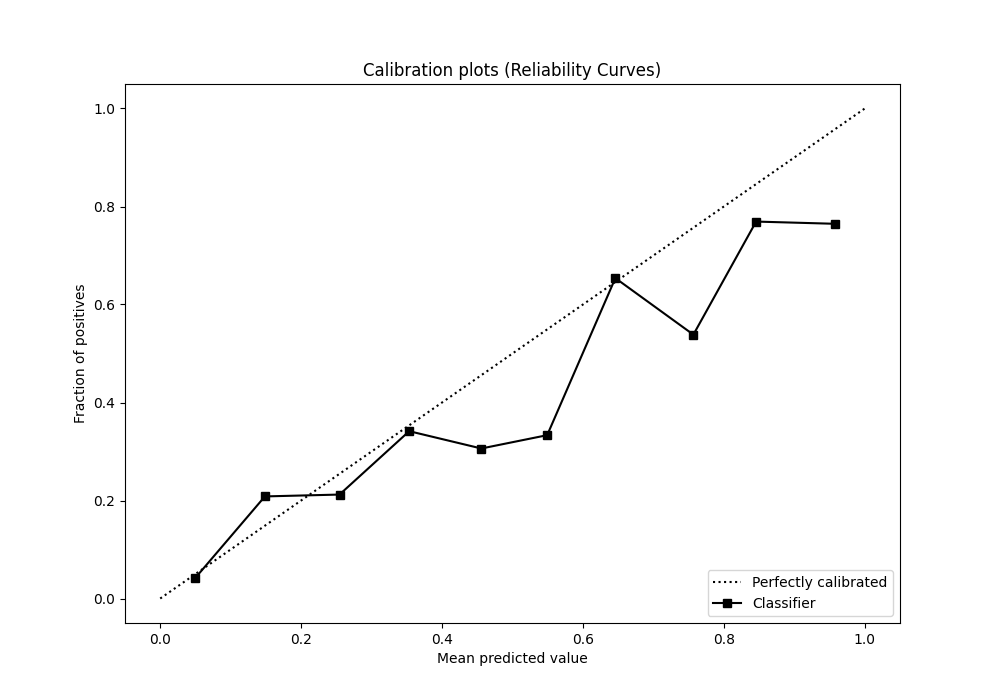 Calibration plots (Reliability Curves)
1.0
0.8
0.6
0.4
0.2
0.0
Fraction of positives
0.0 0.2 0.4 0.6 0.8 1.0
Mean predicted value
Perfectly calibrated
Classifier